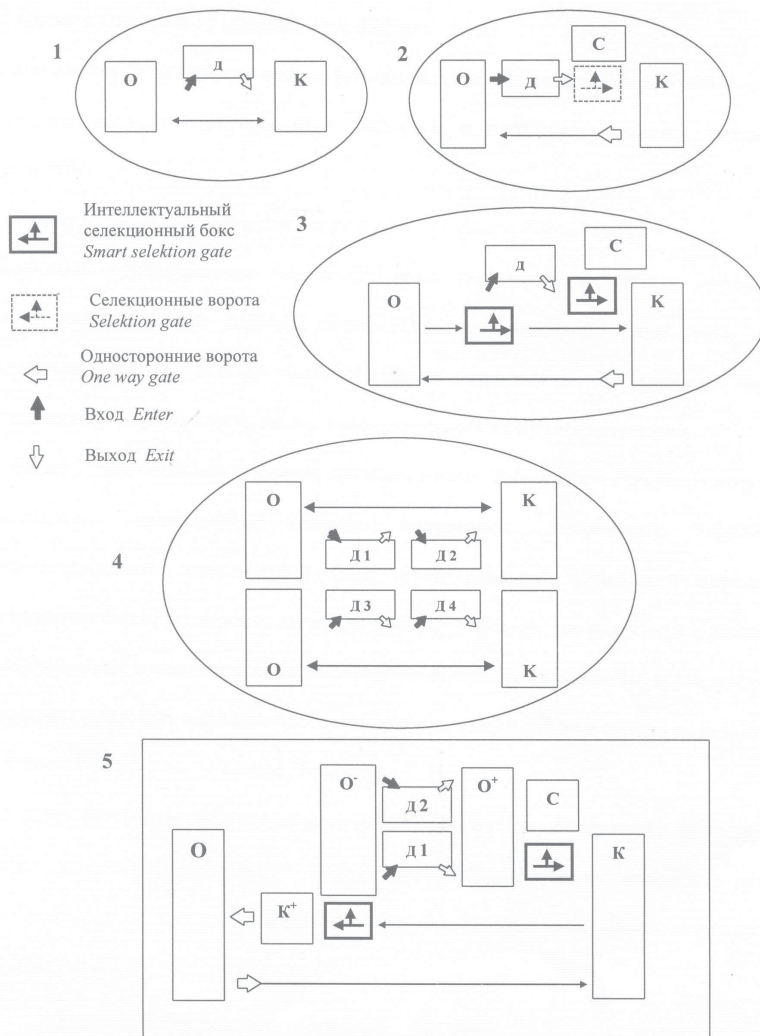 1
О
д
К
2
С
О
Д
К
Интеллектуальный
селекционный бокс
Smart selektion gate
Селекционные ворота
Selektion gate
Односторонние ворота
One way gate
Вход Enter
Выход Exit
3
С
д
О
К
4
О
К
Д 1
Д 2
Д 3
Д 4
О
К
5
О⁻
О⁺
Д 2
С
Д 1
О
К
К⁺